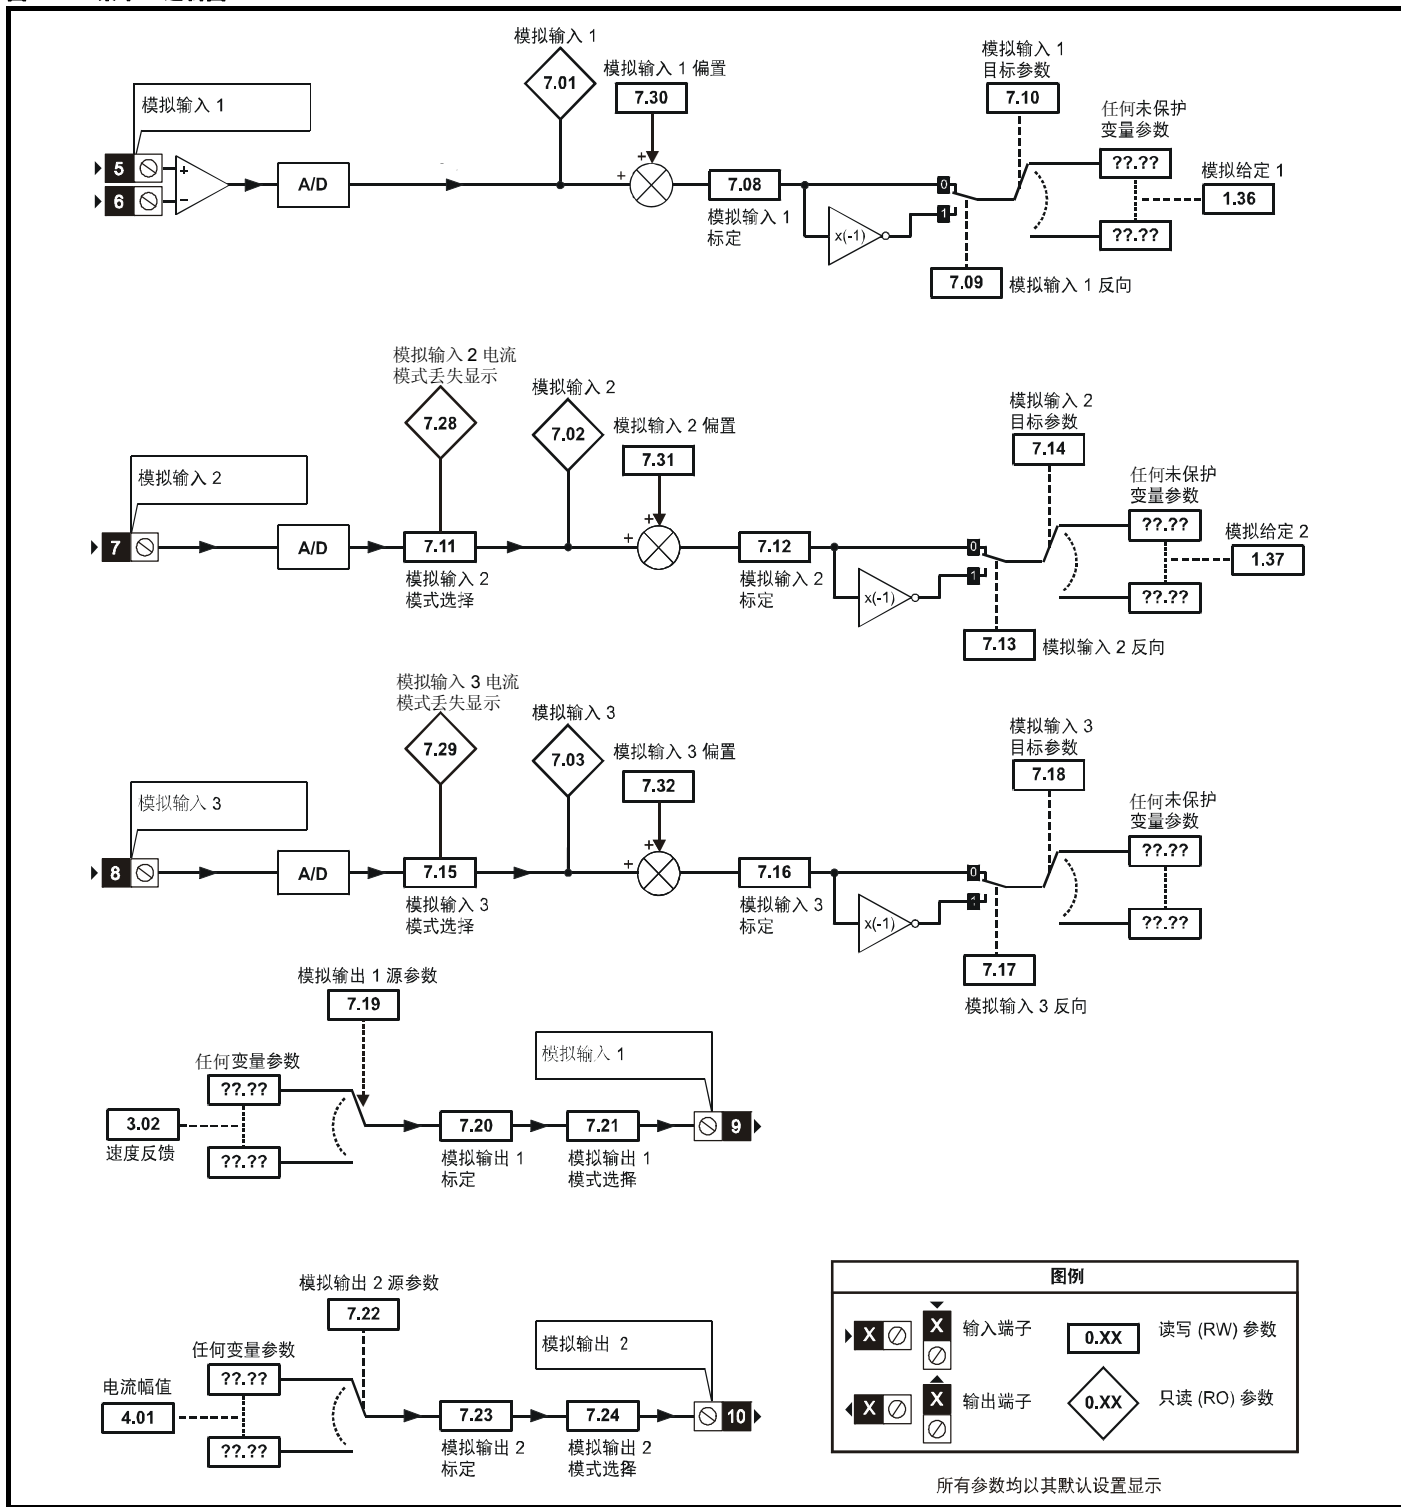 模拟输入 1
7.01
模拟输入 1 偏置
7.30
模拟输入 1
目标参数
7.10
任何未保护
变量参数
模拟输入 1
5
6
+
−
A/D
+
+
7.08
模拟输入 1
标定
x(-1)
0
1
7.09
模拟输入 1 反向
??.??
??.??
模拟给定 1
1.36
模拟输入 2 电流
模式丢失显示
7.28
模拟输入 2
7.02
模拟输入 2 偏置
7.31
模拟输入 2
目标参数
7.14
任何未保护
变量参数
模拟输入 2
7
A/D
7.11
模拟输入 2
模式选择
+
+
7.12
模拟输入 2
标定
x(-1)
0
1
7.13
模拟输入 2 反向
??.??
??.??
模拟给定 2
1.37
模拟输入 3 电流
模式丢失显示
7.29
模拟输入 3
7.03
模拟输入 3 偏置
7.32
模拟输入 3
目标参数
7.18
任何未保护
变量参数
模拟输入 3
8
A/D
7.15
模拟输入 3
模式选择
+
+
7.16
模拟输入 3
标定
x(-1)
0
1
7.17
模拟输入 3 反向
??.??
??.??
模拟输出 1 源参数
7.19
任何变量参数
??.??
??.??
3.02
速度反馈
7.20
模拟输出 1
标定
7.21
模拟输出 1
模式选择
模拟输入 1
9
模拟输出 2 源参数
7.22
任何变量参数
??.??
??.??
电流幅值
4.01
7.23
模拟输出 2
标定
7.24
模拟输出 2
模式选择
模拟输出 2
10
图例
X
X
输入端子
0.XX
读写 (RW) 参数
X
X
输出端子
0.XX
只读 (RO) 参数
所有参数均以其默认设置显示